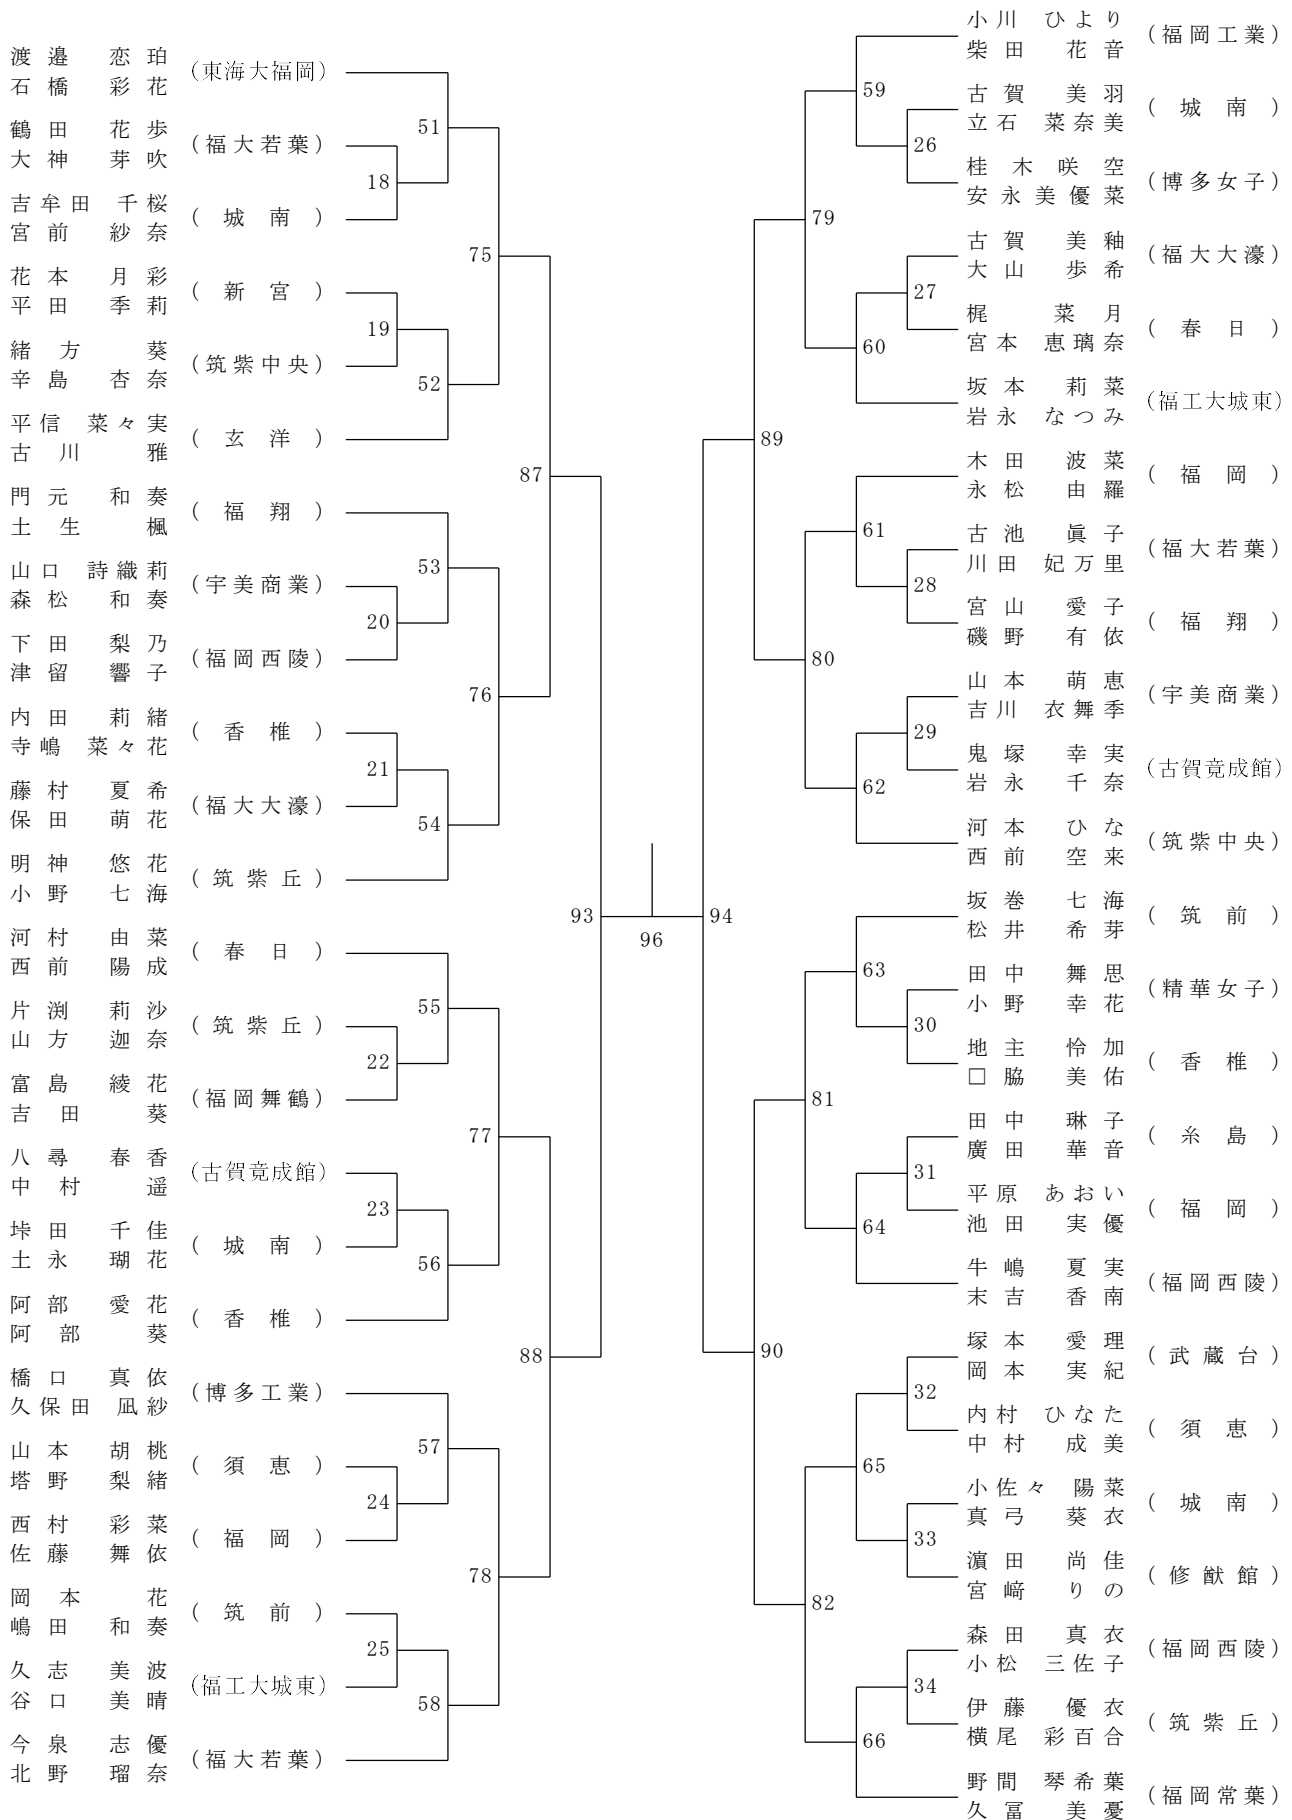 渡邉 恋珀
石橋 彩花
(東海大福岡)
鶴田 花歩
大神 芽吹
(福大若葉)
吉牟田 千桜
宮前 紗奈
(城南)
花本 月彩
平田 季莉
(新宮)
緒方 葵
辛島 杏奈
(筑紫中央)
平信 菜々実
古川 雅
(玄洋)
門元 和奏
土生 楓
(福翔)
山口 詩織莉
森松 和奏
(宇美商業)
下田 梨乃
津留 響子
(福岡西陵)
内田 莉緒
寺嶋 菜々花
(香椎)
藤村 夏希
保田 萌花
(福大大濠)
明神 悠花
小野 七海
(筑紫丘)
河村 由菜
西前 陽成
(春日)
片渕 莉沙
山方 迦奈
(筑紫丘)
富島 綾花
吉田 葵
(福岡舞鶴)
八尋 春香
中村 遥
(古賀竟成館)
垰田 千佳
土永 瑚花
(城南)
阿部 愛花
阿部 葵
(香椎)
橋口 真依
久保田 凪紗
(博多工業)
山本 胡桃
塔野 梨緒
(須恵)
西村 彩菜
佐藤 舞依
(福岡)
岡本 花
嶋田 和奏
(筑前)
久志 美波
谷口 美晴
(福工大城東)
今泉 志優
北野 瑠奈
(福大若葉)
18
19
20
21
22
23
24
25
51
52
53
54
55
56
57
58
75
76
77
78
87
88
93
96
94
89
90
79
80
81
82
59
60
61
62
63
64
65
66
26
27
28
29
30
31
32
33
34
小川 ひより
柴田 花音
(福岡工業)
古賀 美羽
立石 菜奈美
(城南)
桂木咲空
安永美優菜
(博多女子)
古賀 美釉
大山 歩希
(福大大濠)
梶 菜月
宮本 恵璃奈
(春日)
坂本 莉菜
岩永 なつみ
(福工大城東)
木田 波菜
永松 由羅
(福岡)
古池 眞子
川田 妃万里
(福大若葉)
宮山 愛子
磯野 有依
(福翔)
山本 萌恵
吉川 衣舞季
(宇美商業)
鬼塚 幸実
岩永 千奈
(古賀竟成館)
河本 ひな
西前 空来
(筑紫中央)
坂巻 七海
松井 希芽
(筑前)
田中 舞思
小野 幸花
(精華女子)
地主 怜加
□脇 美佑
(香椎)
田中 琳子
廣田 華音
(糸島)
平原 あおい
池田 実優
(福岡)
牛嶋 夏実
末吉 香南
(福岡西陵)
塚本 愛理
岡本 実紀
(武蔵台)
内村 ひなた
中村 成美
(須恵)
小佐々 陽菜
真弓 葵衣
(城南)
濵田 尚佳
宮﨑 りの
(修猷館)
森田 真衣
小松 三佐子
(福岡西陵)
伊藤 優衣
横尾 彩百合
(筑紫丘)
野間 琴希葉
久冨 美憂
(福岡常葉)